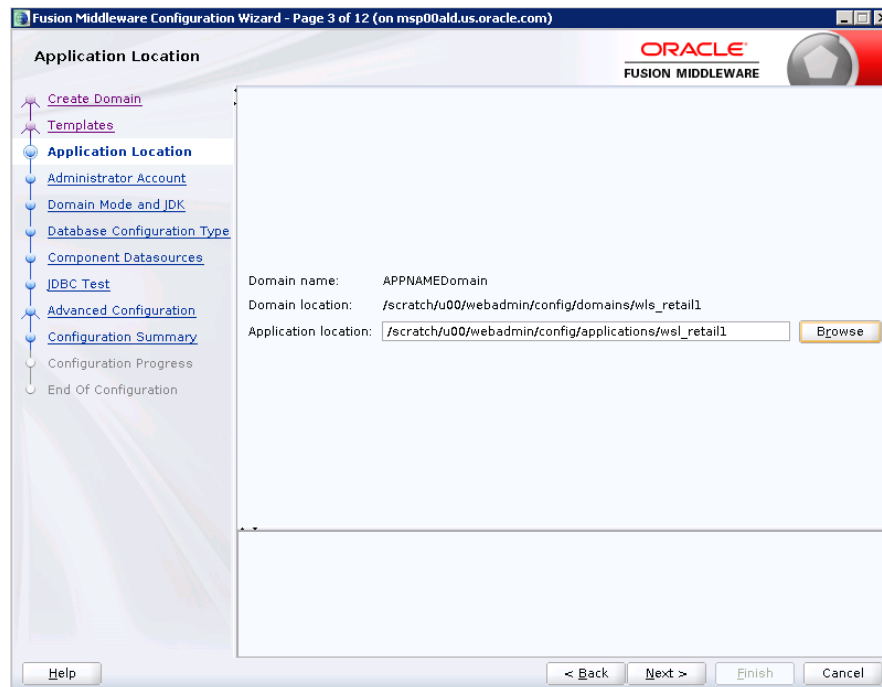 Fusion Middleware Configuration Wizard - Page 3 of 12 (on msp00ald.us.oracle.com)
Application Location
ORACLE
FUSION MIDDLEWARE
Create Domain
Templates
Application Location
Administrator Account
Domain Mode and JDK
Database Configuration Type
Component Datasources
JDBC Test
Advanced Configuration
Configuration Summary
Configuration Progress
End Of Configuration
Domain name: APPNAMEDomain
Domain location: /scratch/u00/webadmin/config/domains/wls_retail1
Application location: /scratch/u00/webadmin/config/applications/wsl_retail1 Browse
Help < Back Next > Finish Cancel